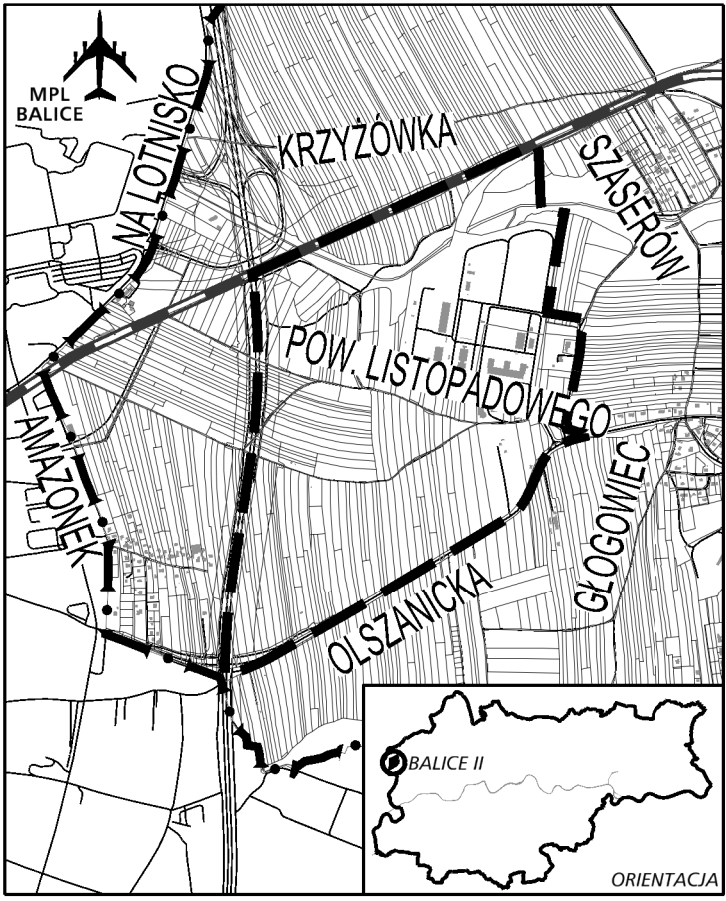 MPL
BALICE
NA LOTNISKO
KRZYŻÓWKA
SZASERÓW
POW. LISTOPADOWEGO
AMAZONEK
GŁOGOWIEC
OLSZANICKA
BALICE II
ORIENTACJA